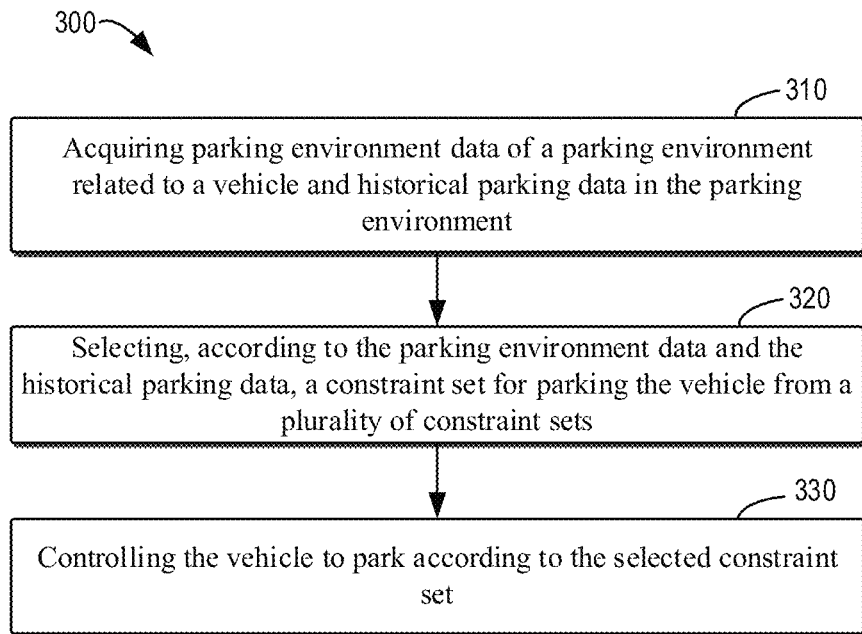 300
310
Acquiring parking environment data of a parking environment
related to a vehicle and historical parking data in the parking
environment
320
Selecting, according to the parking environment data and the
historical parking data, a constraint set for parking the vehicle from a
plurality of constraint sets
330
Controlling the vehicle to park according to the selected constraint
set